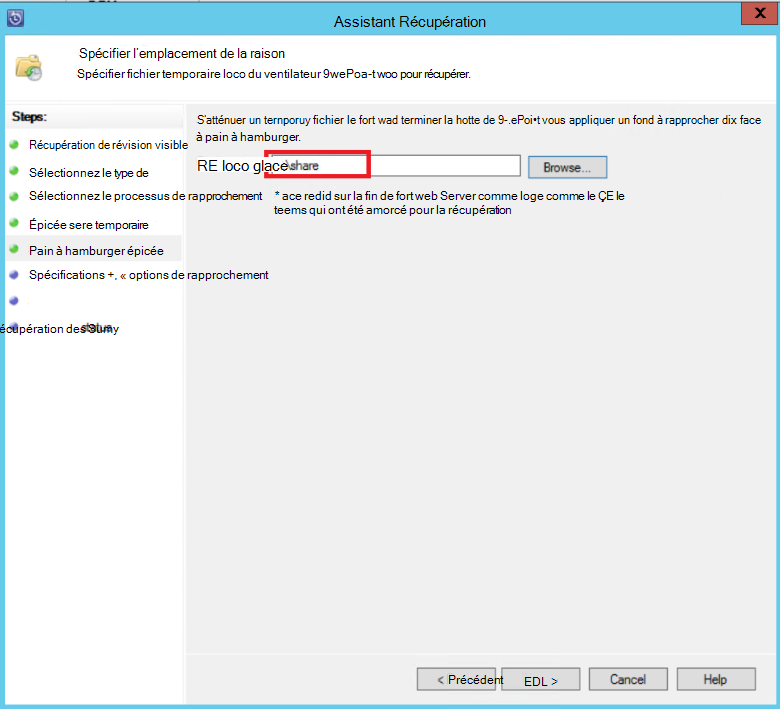 Assistant Récupération
X
Spécifier l'emplacement de la raison
Spécifier fichier temporaire loco du ventilateur 9wePoa-t woo pour récupérer.
Steps:
Récupération de révision visible
Sélectionnez le type de
Sélectionnez le processus de rapprochement
Épicée sere temporaire
Pain à hamburger épicée
Spécifications +, « options de rapprochement
écupération des Sumy
S'atténuer un ternporuy fichier le fort wad terminer la hotte de 9-.ePoi•t vous appliquer un fond à rapprocher dix face
à pain à hamburger.
RE loco glace \share
Browse...
* ace redid sur la fin de fort web Server comme loge comme le ÇE le
teems qui ont été amorcé pour la récupération
< Précédent
EDL >
Cancel
Help